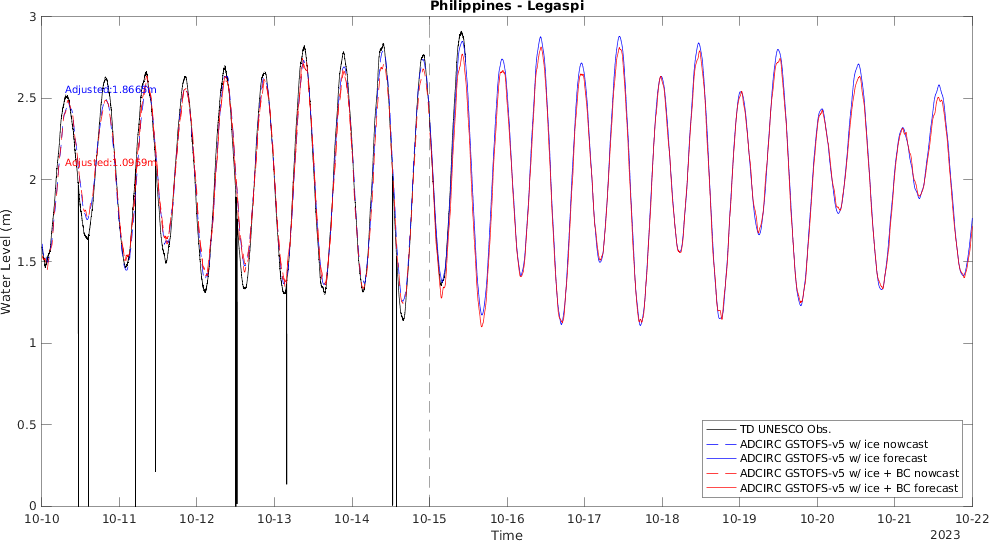 Philippines - Legaspi
3
2.5
2
1.5
1
0.5
0
Water Level (m)
Adjusted:1.8665m
Adjusted:1.0969m
TD UNESCO Obs.
ADCIRC GSTOFS-v5 w/ ice nowcast
ADCIRC GSTOFS-v5 w/ ice forecast
ADCIRC GSTOFS-v5 w/ ice + BC nowcast
ADCIRC GSTOFS-v5 w/ ice + BC forecast
10-10 10-11 10-12 10-13 10-14 10-15 10-16 10-17 10-18 10-19 10-20 10-21 10-22
Time
2023